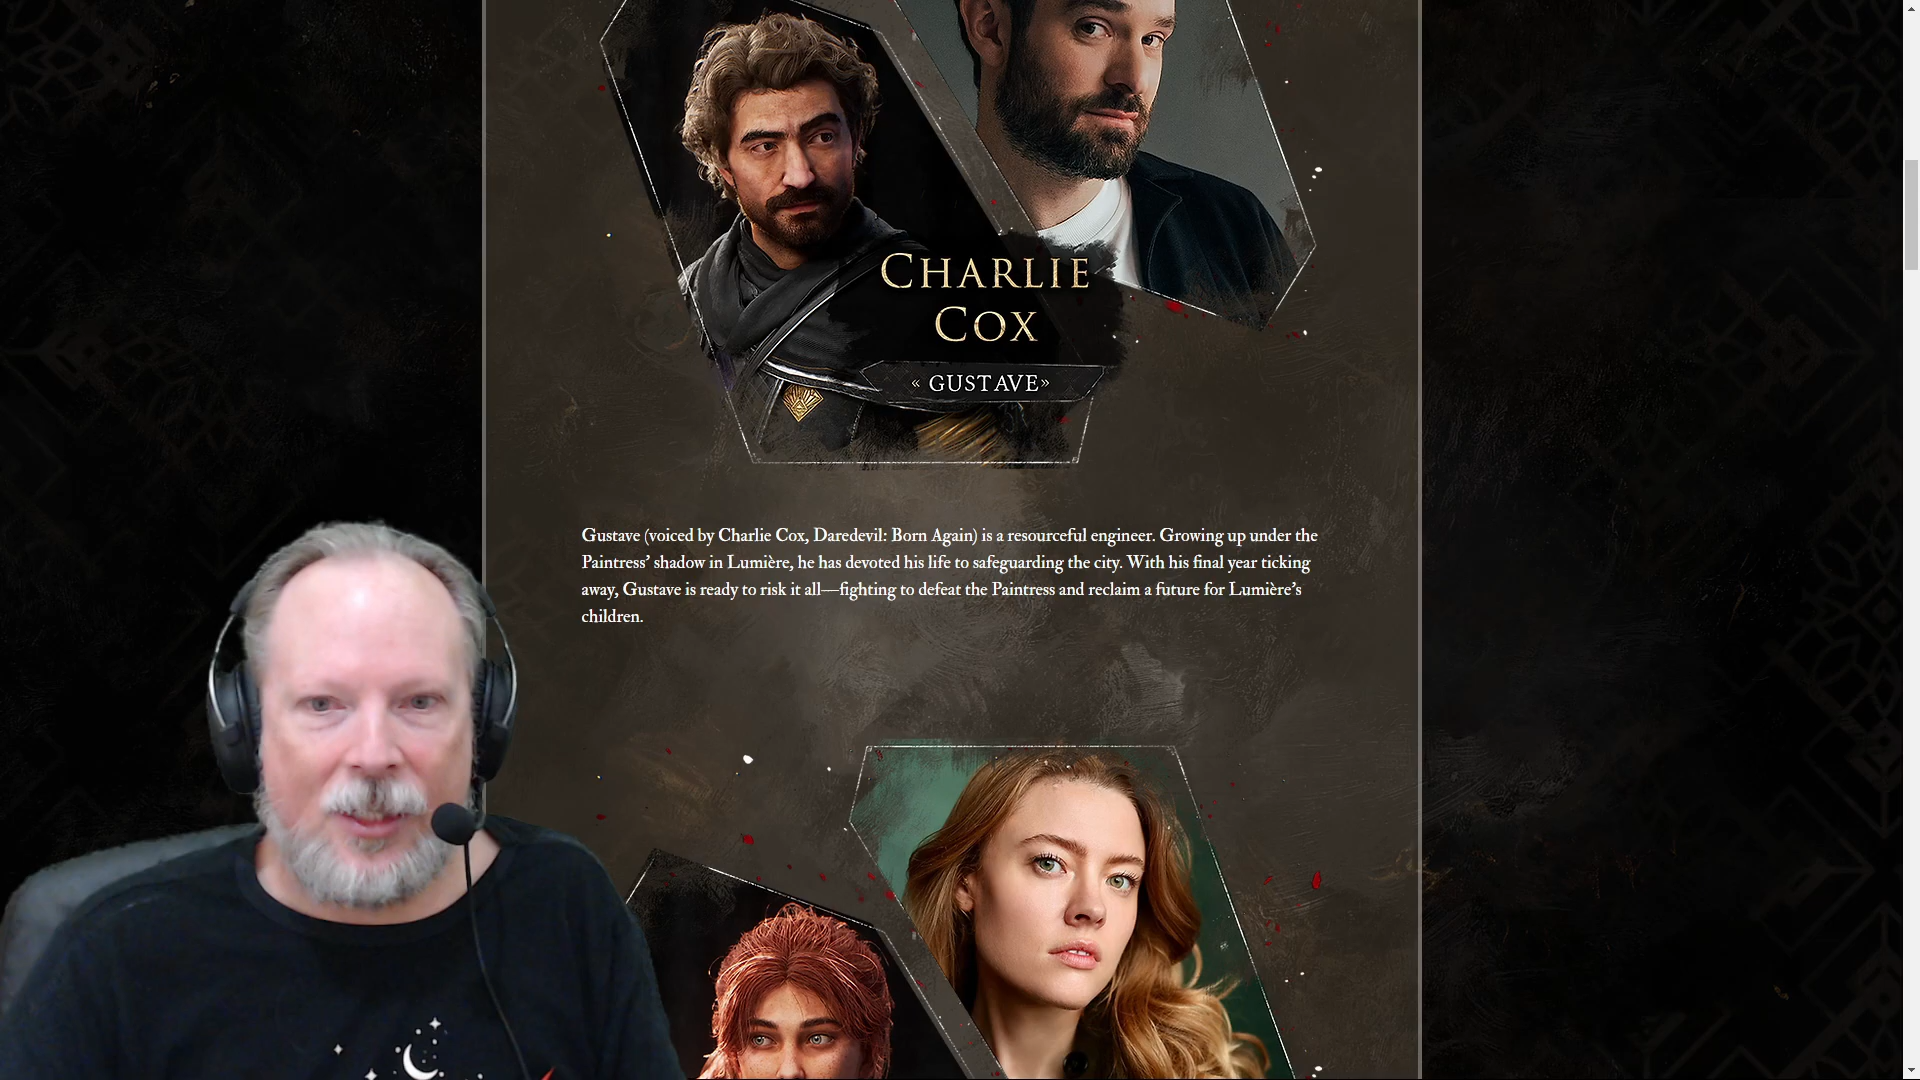 CHARLIE
COX
« GUSTAVE»
Gustave (voiced by Charlie Cox, Daredevil: Born Again) is a resourceful engineer. Growing up under the
Paintress’ shadow in Lumière, he has devoted his life to safeguarding the city. With his final year ticking
away, Gustave is ready to risk it all—fighting to defeat the Paintress and reclaim a future for Lumière’s
children.